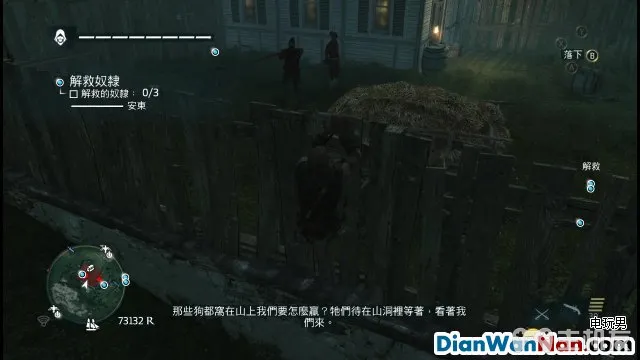 落下 B
解救奴隸
解救的奴隸： 0/3
安東
解救
73132 R
那些狗都窩在山上我們要怎麼贏？牠們待在山洞裡等著，看著我
們來。
电玩男
DianWanNan.com